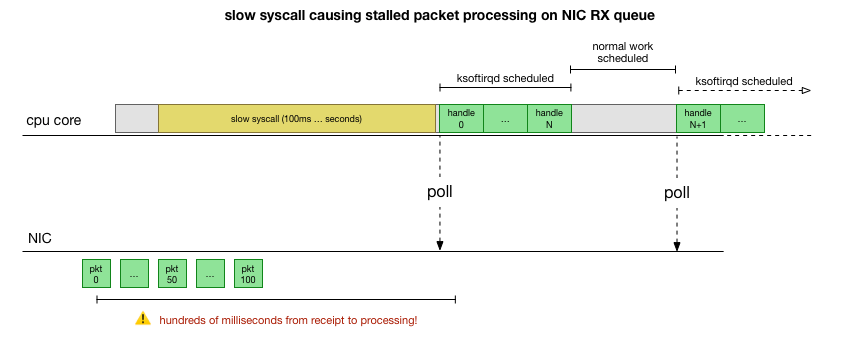 slow syscall causing stalled packet processing on NIC RX queue
normal work
scheduled
ksoftirqd scheduled
ksoftirqd scheduled
cpu core
slow syscall (100ms ... seconds)
handle
0
...
handle
N
handle
N+1
...
poll
poll
NIC
pkt
0
...
pkt
50
...
pkt
100
hundreds of milliseconds from receipt to processing!